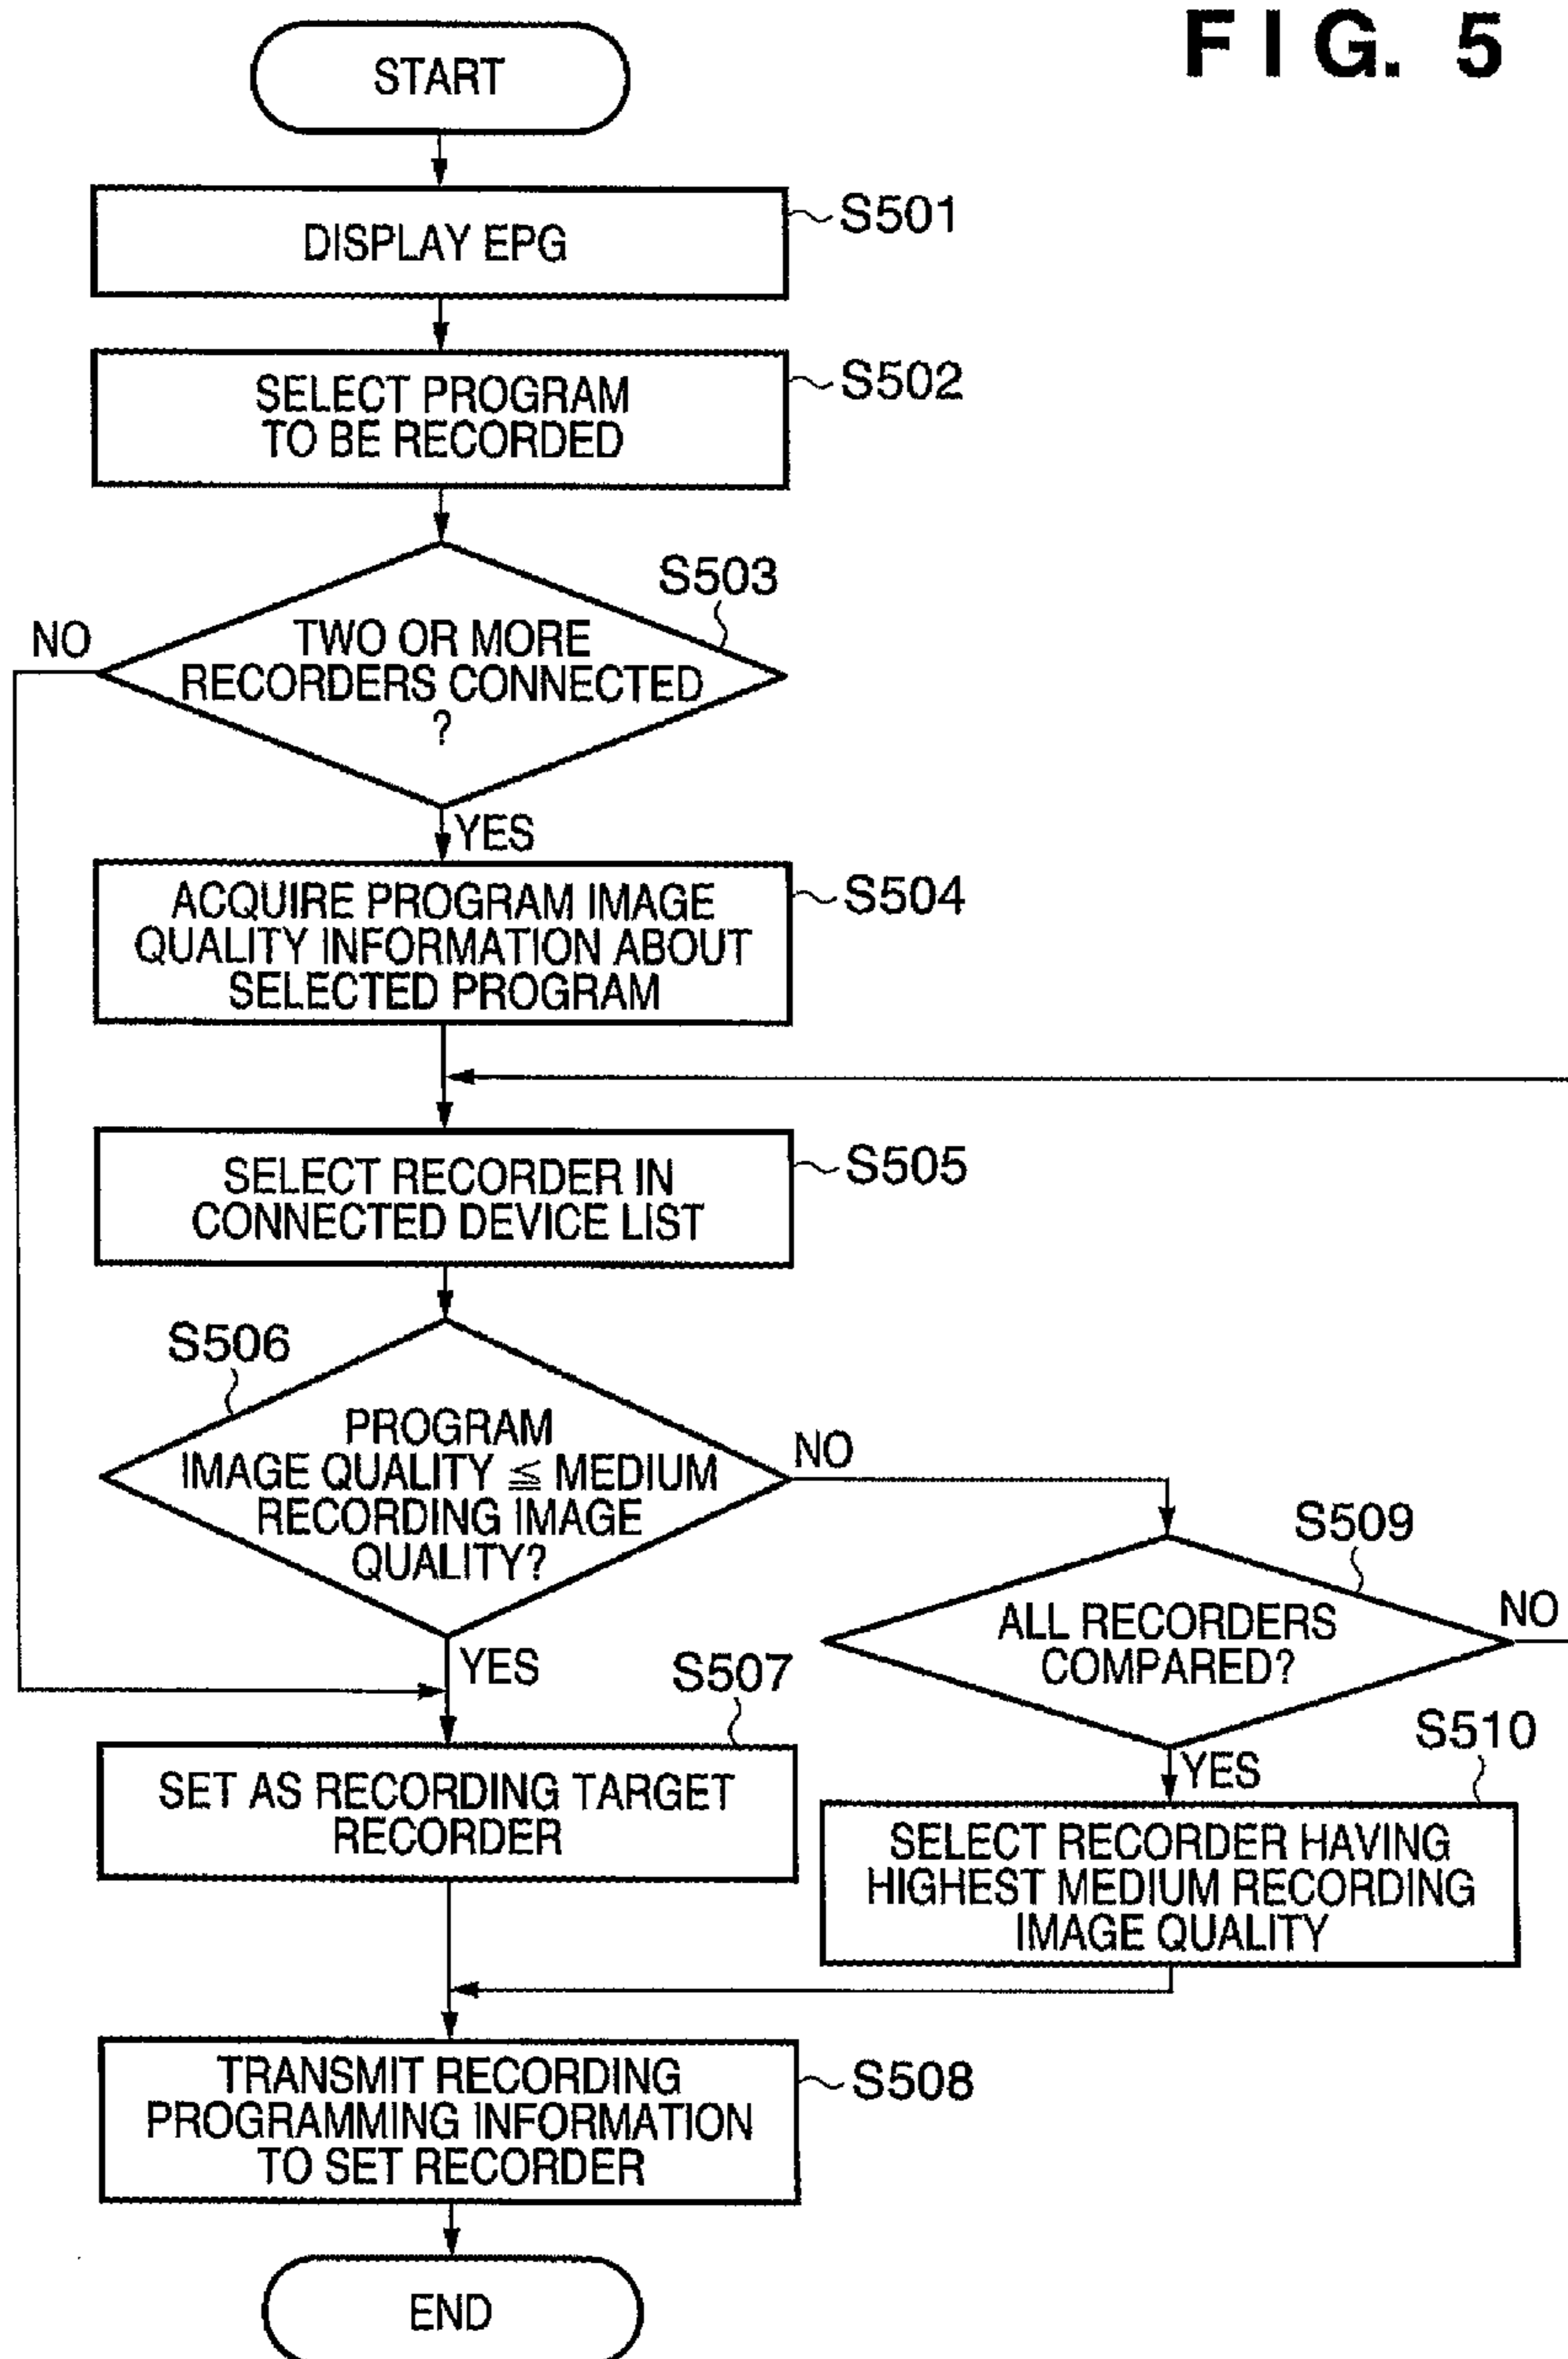 FIG. 5
START
DISPLAY EPG
S501
SELECT PROGRAM
TO BE RECORDED
S502
S503
NO
TWO OR MORE
RECORDERS CONNECTED
?
YES
ACQUIRE PROGRAM IMAGE
QUALITY INFORMATION ABOUT
SELECTED PROGRAM
S504
SELECT RECORDER IN
CONNECTED DEVICE LIST
S505
S506
PROGRAM
IMAGE QUALITY ≦ MEDIUM
RECORDING IMAGE
QUALITY?
NO
YES
S509
ALL RECORDERS
COMPARED?
NO
YES
S507
SET AS RECORDING TARGET
RECORDER
S510
SELECT RECORDER HAVING
HIGHEST MEDIUM RECORDING
IMAGE QUALITY
TRANSMIT RECORDING
PROGRAMMING INFORMATION
TO SET RECORDER
S508
END